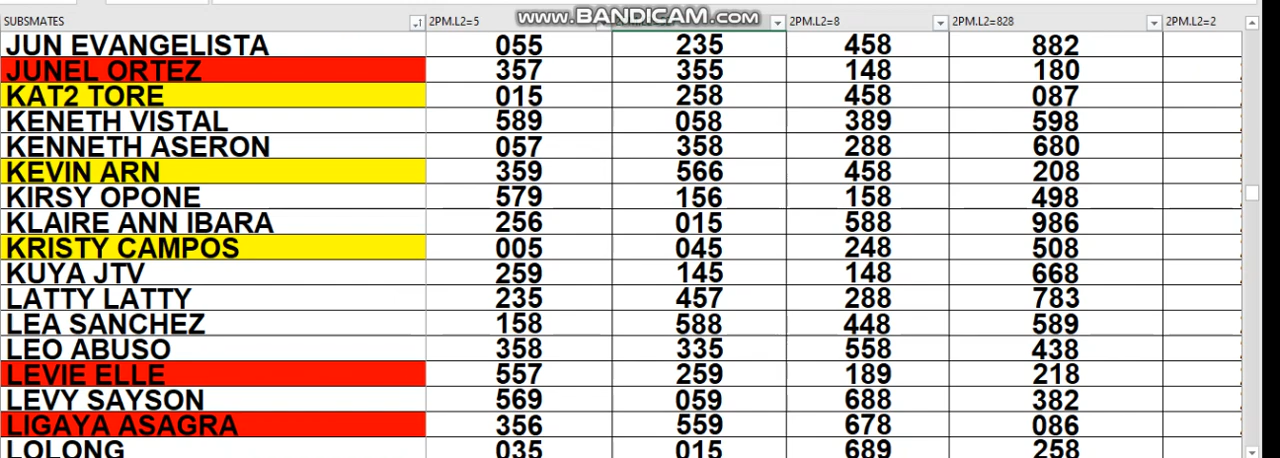 www.BANDICAM.com
SUBSMATES 2PM.L2=5 2PM.L2=8 2PM.L2=828 2PM.L2=2
JUN EVANGELISTA 055 235 458 882
JUNEL ORTEZ 357 355 148 180
KAT2 TORE 015 258 458 087
KENETH VISTAL 589 058 389 598
KENNETH ASERON 057 358 288 680
KEVIN ARN 359 566 458 208
KIRSY OPONE 579 156 158 498
KLAIRE ANN IBARA 256 015 588 986
KRISTY CAMPOS 005 045 248 508
KUYA JTV 259 145 148 668
LATTY LATTY 235 457 288 783
LEA SANCHEZ 158 588 448 589
LEO ABUSO 358 335 558 438
LEVIE ELLE 557 259 189 218
LEVY SAYSON 569 059 688 382
LIGAYA ASAGRA 356 559 678 086
LOLONG 035 015 689 258